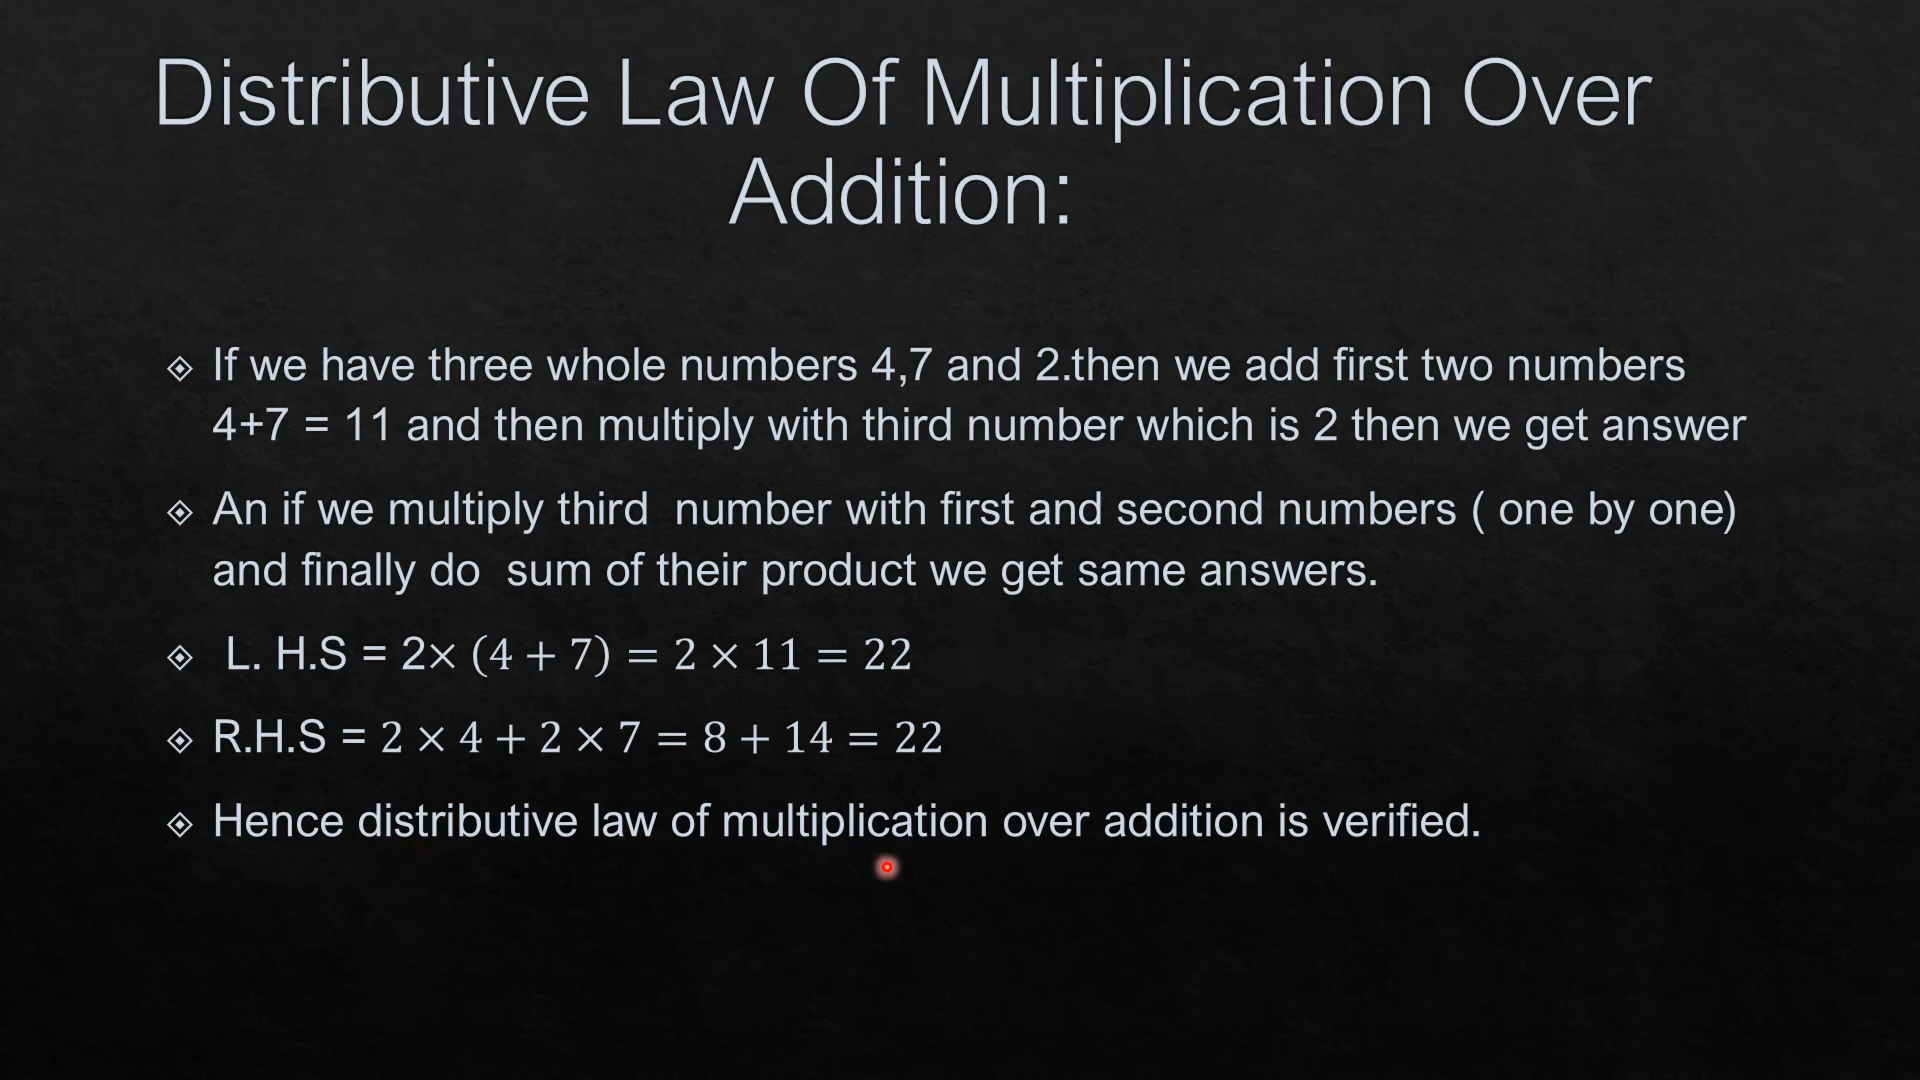 Distributive Law Of Multiplication Over
Addition:
If we have three whole numbers 4,7 and 2.then we add first two numbers
4+7 = 11 and then multiply with third number which is 2 then we get answer
An if we multiply third  number with first and second numbers ( one by one)
and finally do  sum of their product we get same answers.
L. H.S = 2× (4 + 7) = 2 × 11 = 22
R.H.S = 2 × 4 + 2 × 7 = 8 + 14 = 22
Hence distributive law of multiplication over addition is verified.